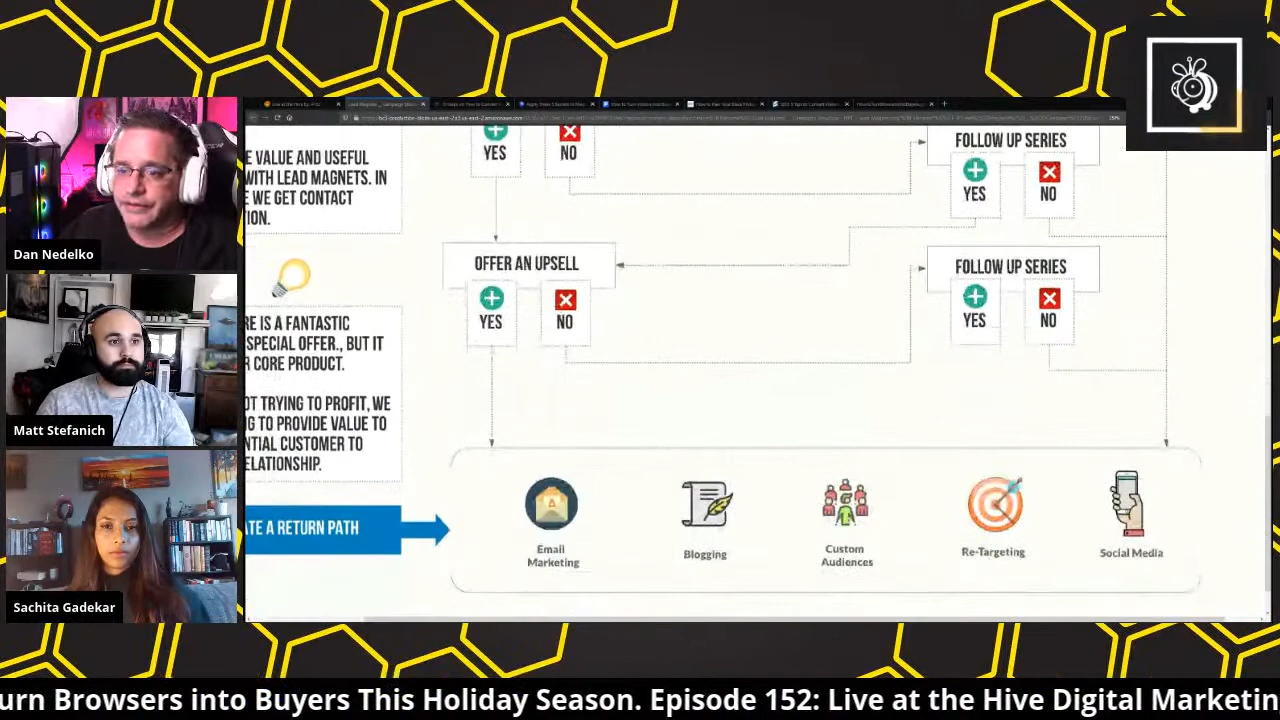 Dan Nedelko
Matt Stefanich
Sachita Gadekar
E VALUE AND USEFUL
WITH LEAD MAGNETS. IN
E WE GET CONTACT
ION.
RE IS A FANTASTIC
SPECIAL OFFER., BUT IT
R CORE PRODUCT.
OT TRYING TO PROFIT, WE
G TO PROVIDE VALUE TO
NTIAL CUSTOMER TO
ELATIONSHIP.
ATE A RETURN PATH
YES
NO
FOLLOW UP SERIES
YES
NO
OFFER AN UPSELL
YES
NO
FOLLOW UP SERIES
YES
NO
Email
Marketing
Blogging
Custom
Audiences
Re-Targeting
Social Media
urn Browsers into Buyers This Holiday Season. Episode 152: Live at the Hive Digital Marketin